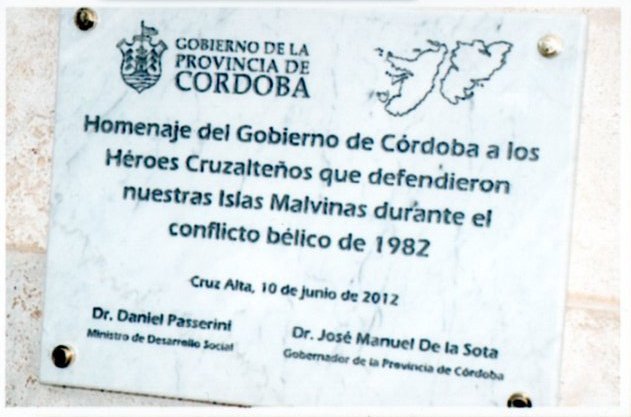 GOBIERNO DE LA
PROVINCIA DE
CORDOBA
Homenaje del Gobierno de Córdoba a los
Héroes Cruzalteños que defendieron
nuestras Islas Malvinas durante el
conflicto bélico de 1982
Cruz Alta, 10 de junio de 2012
Dr. Daniel Passerini
Ministro de Desarrollo Social
Dr. José Manuel De la Sota
Gobernador de la Provincia de Córdoba